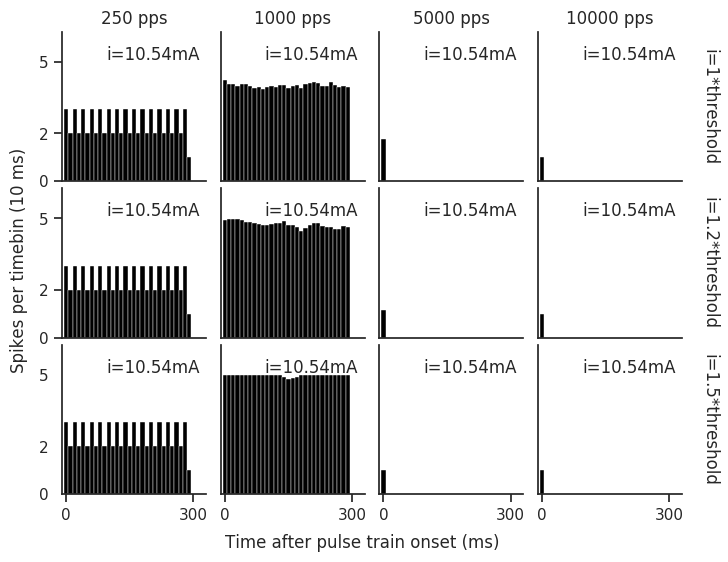 250 pps
1000 pps
5000 pps
10000 pps
i=10.54mA
i=10.54mA
i=10.54mA
i=10.54mA
i=1*threshold
5
2
0
i=10.54mA
i=10.54mA
i=10.54mA
i=10.54mA
i=1.2*threshold
5
2
0
Spikes per timebin (10 ms)
i=10.54mA
i=10.54mA
i=10.54mA
i=10.54mA
i=1.5*threshold
5
2
0
0
300
0
300
0
300
0
300
Time after pulse train onset (ms)